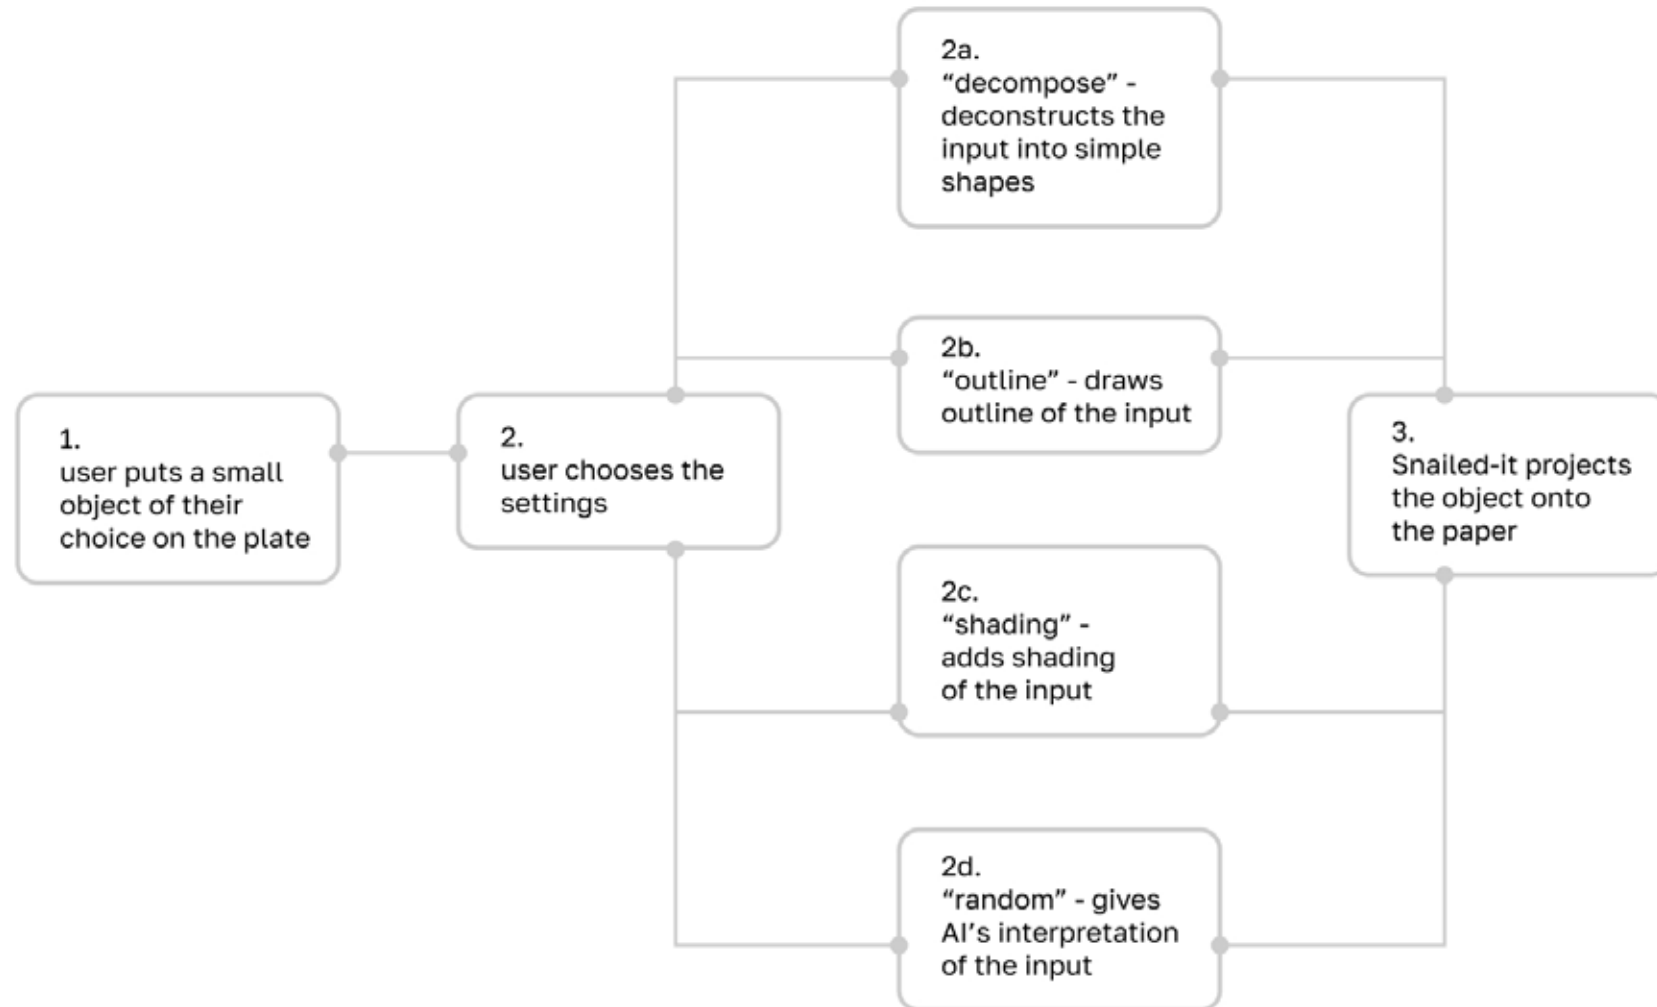 1.
user puts a small
object of their
choice on the plate
2.
user chooses the
settings
2a.
“decompose” -
deconstructs the
input into simple
shapes
2b.
“outline” - draws
outline of the input
2c.
“shading” -
adds shading
of the input
2d.
“random” - gives
AI’s interpretation
of the input
3.
Snailed-it projects
the object onto
the paper